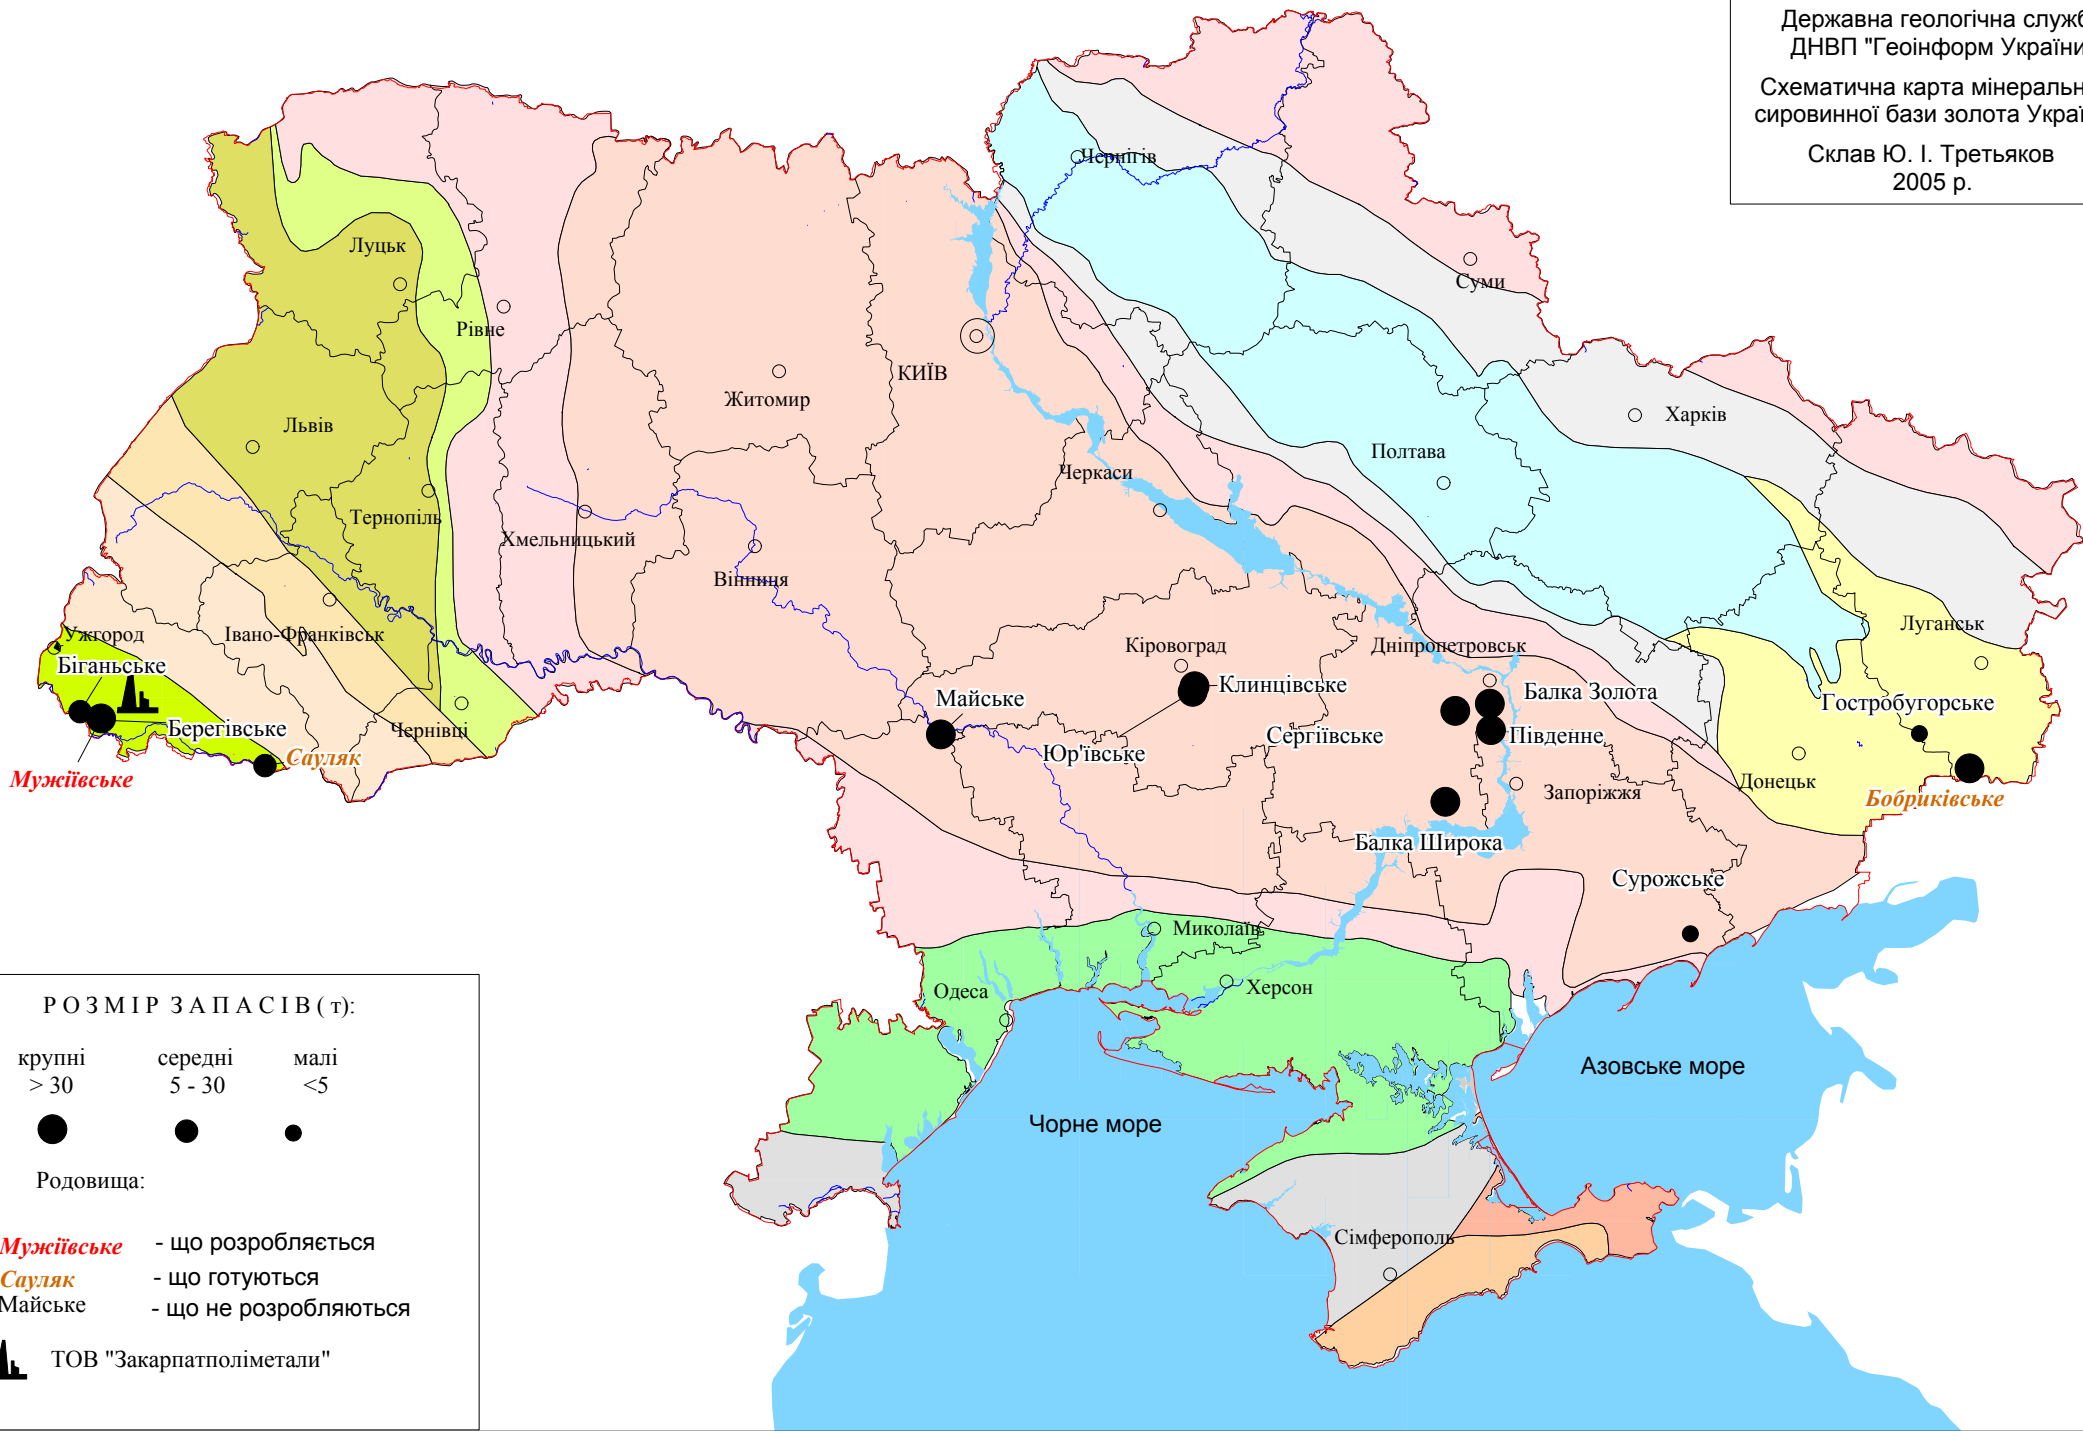 Державна геологічна служб
ДНВП "Геоінформ України
Схематична карта мінеральн
сировинної бази золота Украї
Склав Ю. І. Третьяков
2005 р.
Чернігів
Луцьк
Суми
Рівне
КИЇВ
Житомир
Харків
Львів
Полтава
Черкаси
Тернопіль
Хмельницький
Вінниця
Луганськ
Ужгород
Івано-Франківськ
Кіровоград
Дніпропетровськ
Біганьське
Клинцівське
Майське
Балка Золота
Гостробугорське
Берегівське
Чернівці
Сергіївське
Південне
Юр'ївське
Сауляк
Мужіївське
Донецьк
Запоріжжя
Бобриківське
Балка Широка
Сурожське
Миколаїв
Одеса
Херсон
Азовське море
Чорне море
Сімферополь
РОЗМІР ЗАПАСІВ (т):
крупні середні малі
> 30 5 - 30 <5
Родовища:
Мужіївське - що розробляється
Сауляк - що готуються
Майське - що не розробляються
ТОВ "Закарпатполіметали"